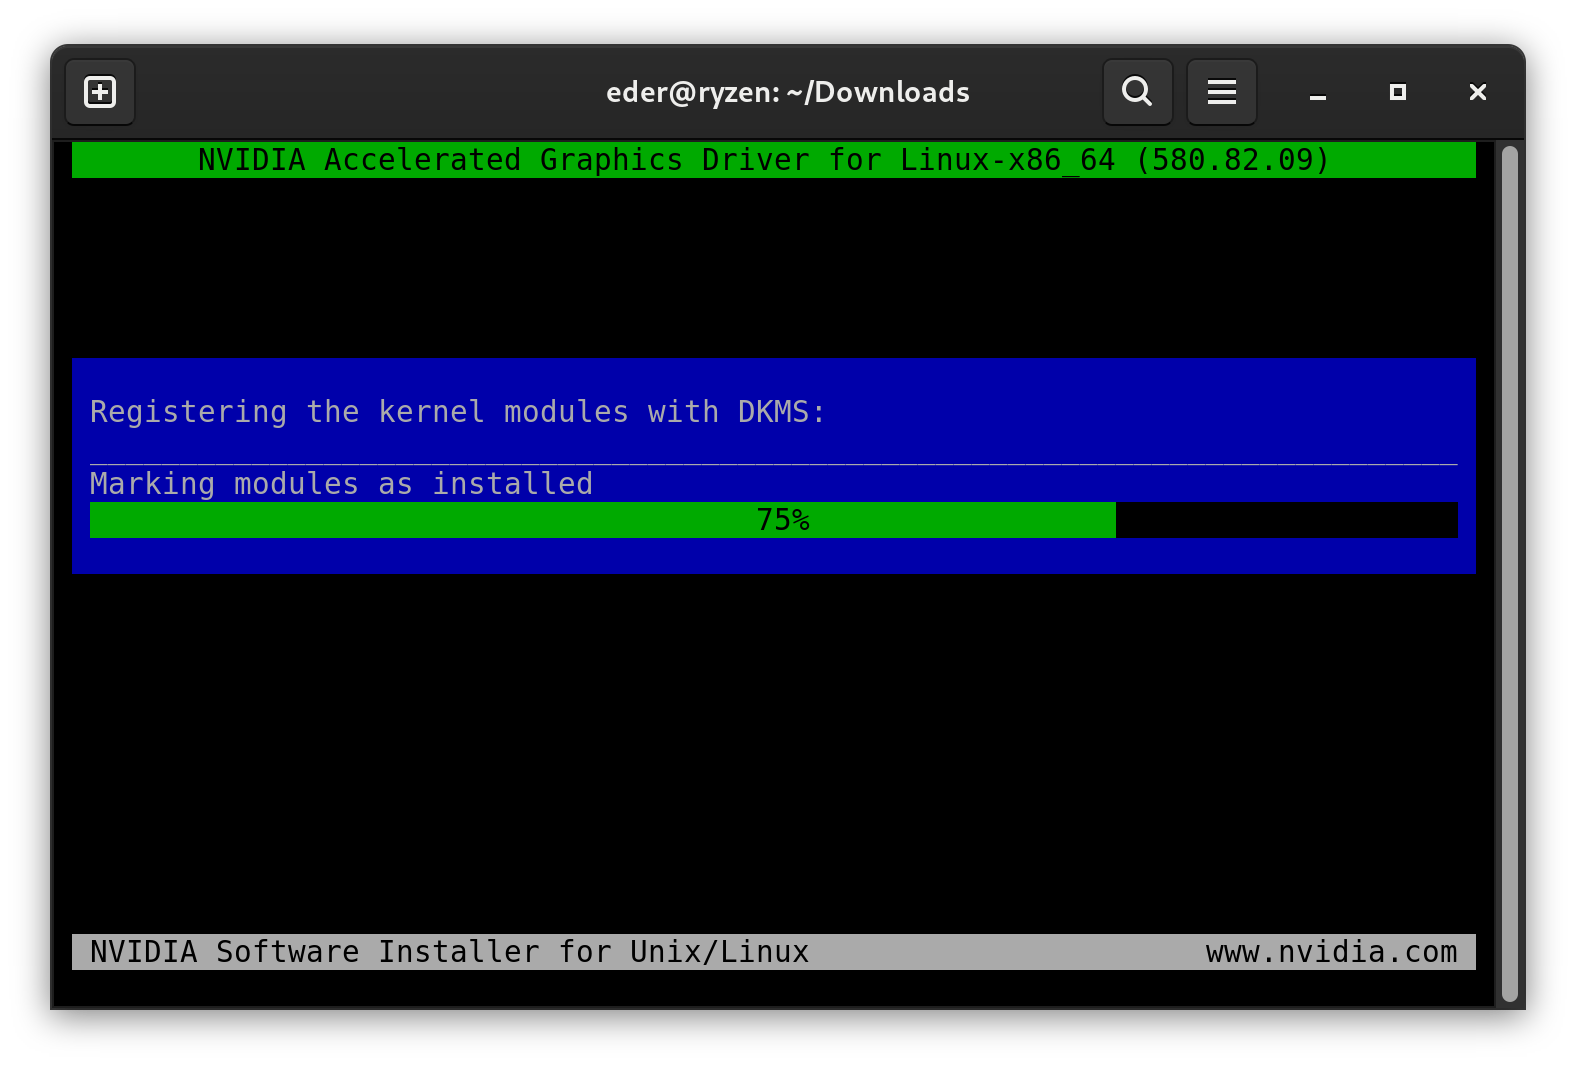 eder@ryzen: ~/Downloads
NVIDIA Accelerated Graphics Driver for Linux-x86_64 (580.82.09)
Registering the kernel modules with DKMS:
Marking modules as installed
75%
NVIDIA Software Installer for Unix/Linux www.nvidia.com